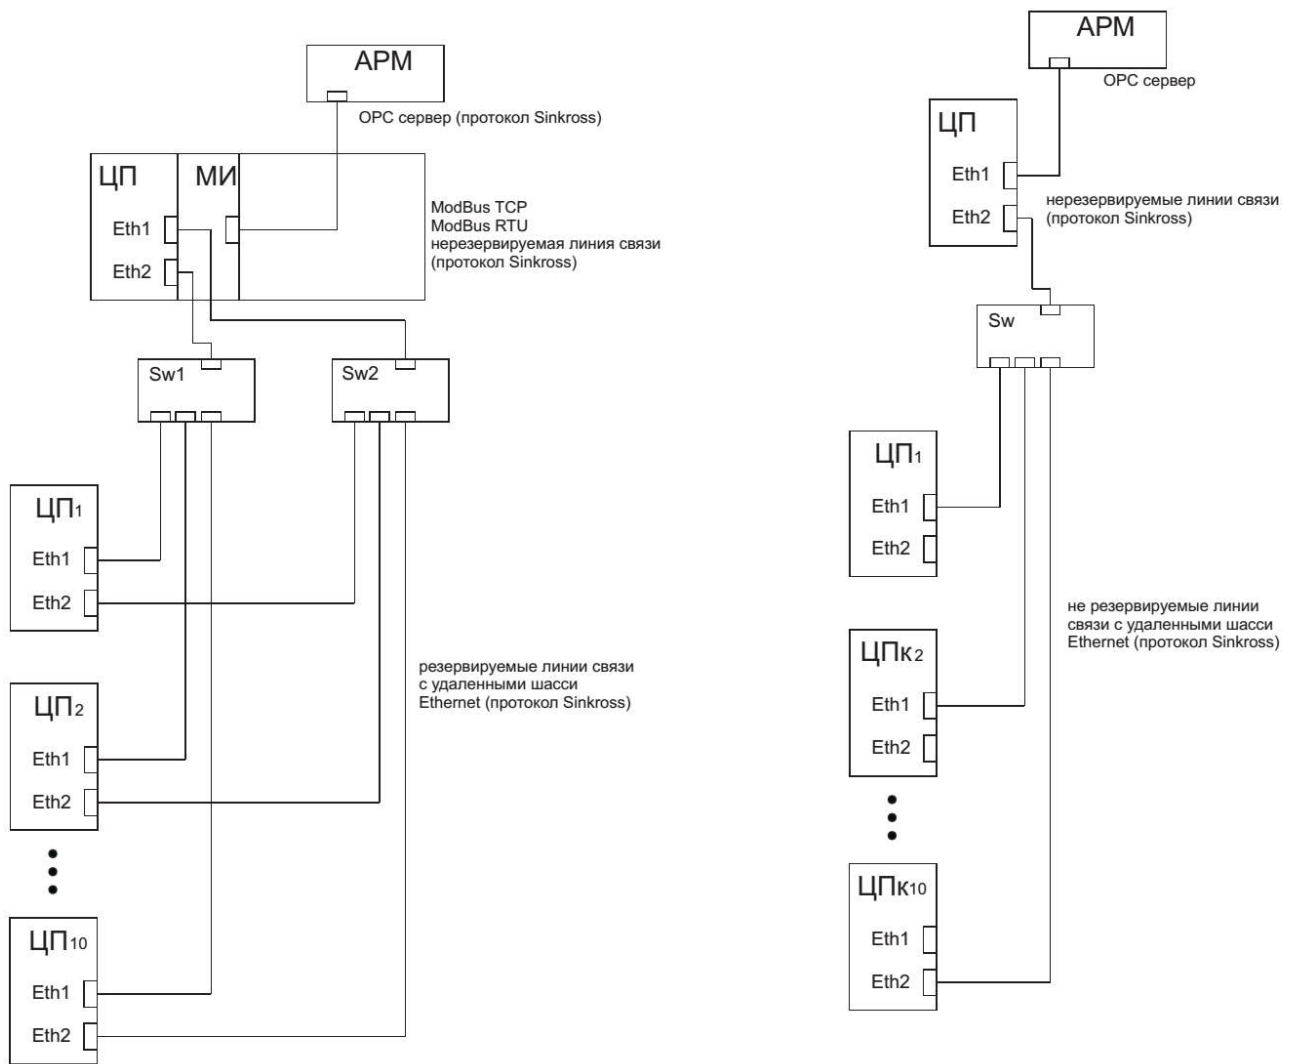 АРМ
ОРС сервер (протокол Sinkross)
ЦП
МИ
Eth1
Eth2
ModBus TCP
ModBus RTU
нерезервируемая линия связи
(протокол Sinkross)
Sw1
Sw2
ЦП1
Eth1
Eth2
резервируемые линии связи
с удаленными шасси
Ethernet (протокол Sinkross)
ЦП2
Eth1
Eth2
ЦП10
Eth1
Eth2
АРМ
ОРС сервер
ЦП
Eth1
Eth2
нерезервируемые линии связи
(протокол Sinkross)
Sw
ЦП1
Eth1
Eth2
не резервируемые линии
связи с удаленными шасси
Ethernet (протокол Sinkross)
ЦПк2
Eth1
Eth2
ЦПк10
Eth1
Eth2